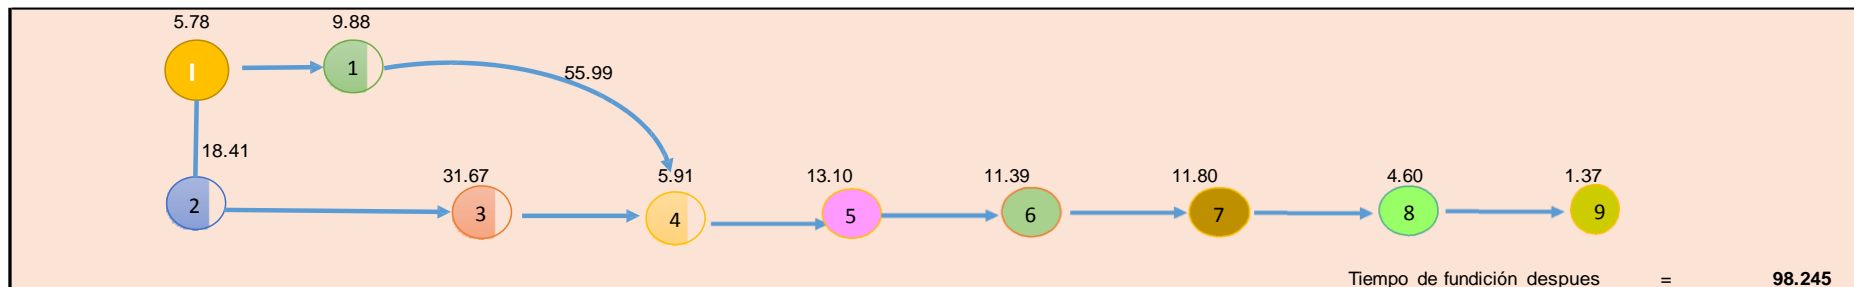 5.78 9.88
I 1
55.99
18.41
31.67 5.91 13.10 11.39 11.80 4.60 1.37
2 3 4 5 6 7 8 9
Tiempo de fundición despues = 98.245